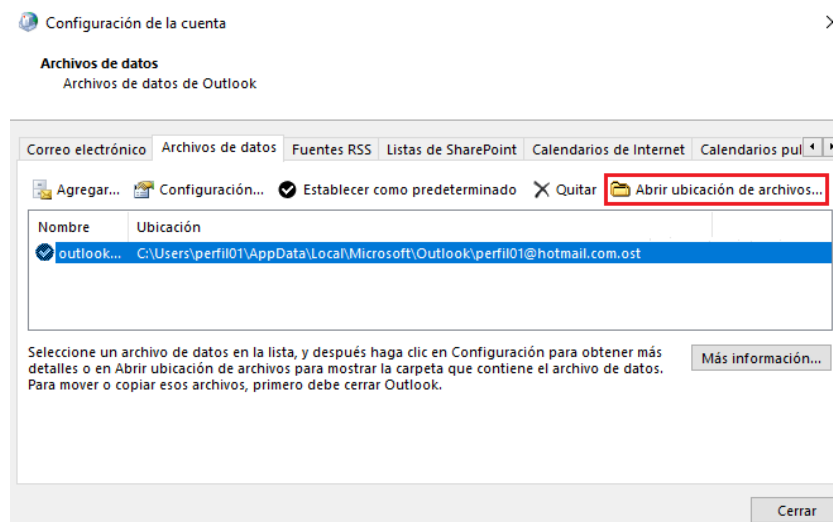 Configuración de la cuenta
Archivos de datos
Archivos de datos de Outlook
Correo electrónico Archivos de datos Fuentes RSS Listas de SharePoint Calendarios de Internet Calendarios pul
Agregar... Configuración... Establecer como predeterminado Quitar Abrir ubicación de archivos...
Nombre Ubicación
outlook... C:\Users\perfil01\AppData\Local\Microsoft\Outlook\perfil01@hotmail.com.ost
Seleccione un archivo de datos en la lista, y después haga clic en Configuración para obtener más
detalles o en Abrir ubicación de archivos para mostrar la carpeta que contiene el archivo de datos.
Para mover o copiar esos archivos, primero debe cerrar Outlook.
Más información...
Cerrar